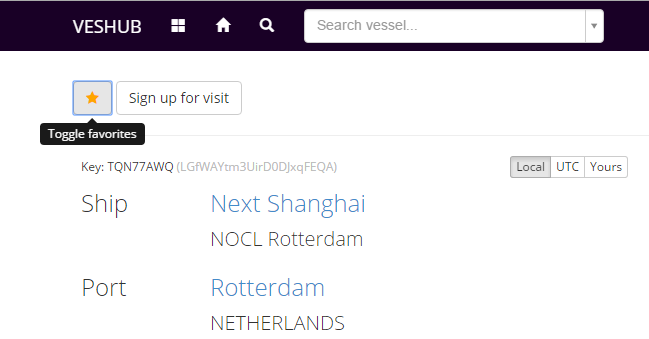 VESHUB Search vessel...
Sign up for visit
Toggle favorites
Key: TQN77AWQ (LGfWAYtm3UirD0DJxqFEQA) Local UTC Yours
Ship Next Shanghai
NOCL Rotterdam
Port Rotterdam
NETHERLANDS